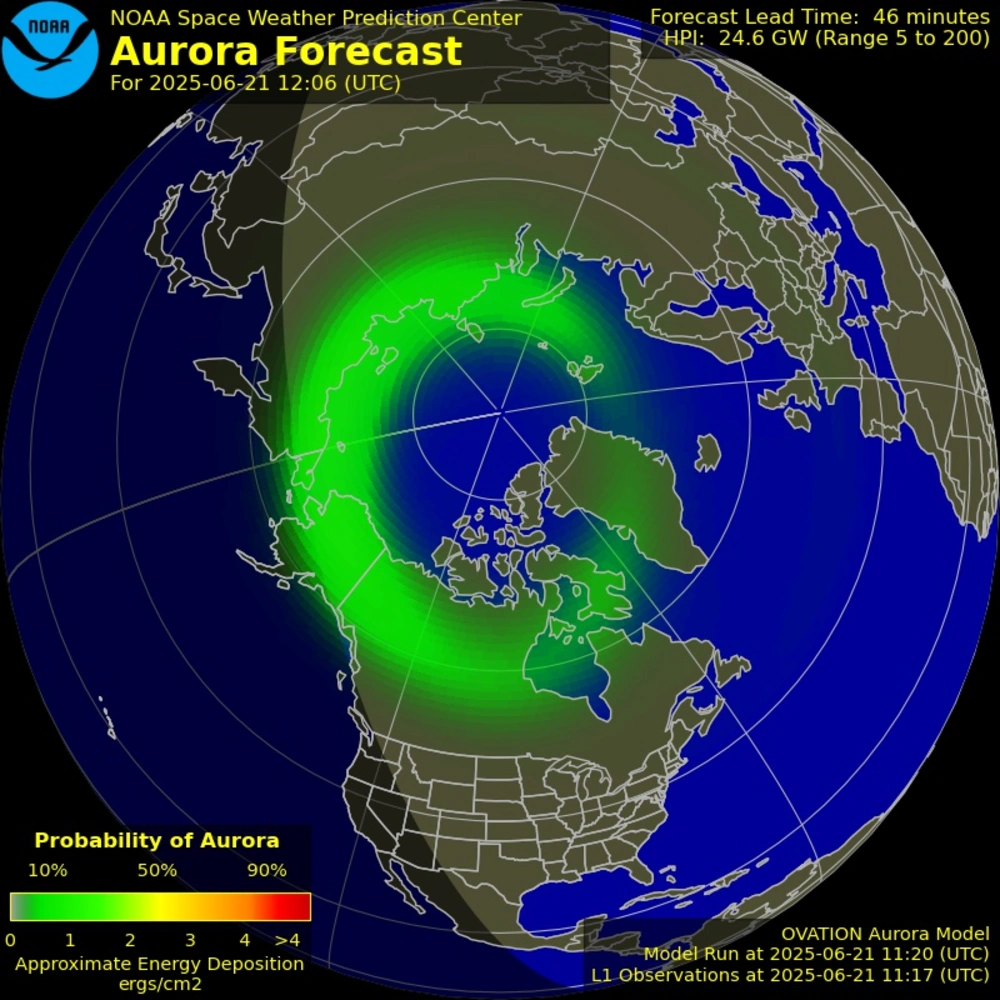 NOAA
NOAA Space Weather Prediction Center
Aurora Forecast
For 2025-06-21 12:06 (UTC)
Forecast Lead Time: 46 minutes
HPI: 24.6 GW (Range 5 to 200)
Probability of Aurora
10% 50% 90%
0 1 2 3 4 >4
Approximate Energy Deposition
ergs/cm2
OVATION Aurora Model
Model Run at 2025-06-21 11:20 (UTC)
L1 Observations at 2025-06-21 11:17 (UTC)